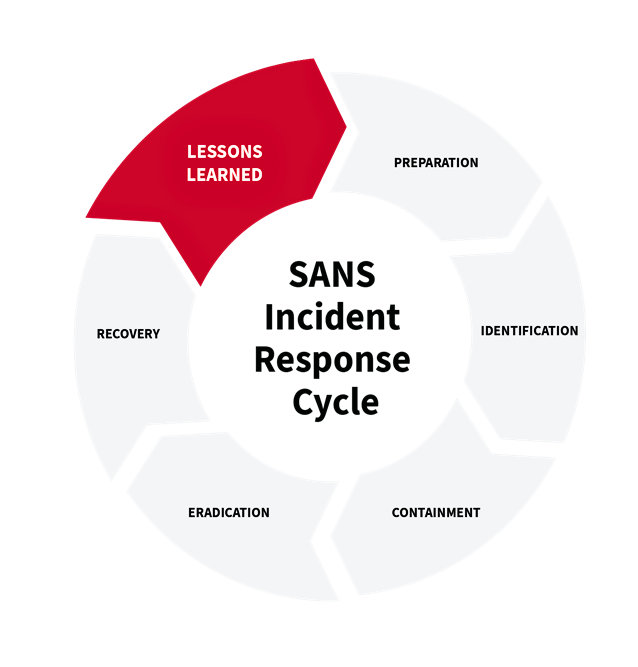 SANS
Incident
Response
Cycle
PREPARATION
IDENTIFICATION
CONTAINMENT
ERADICATION
RECOVERY
LESSONS
LEARNED